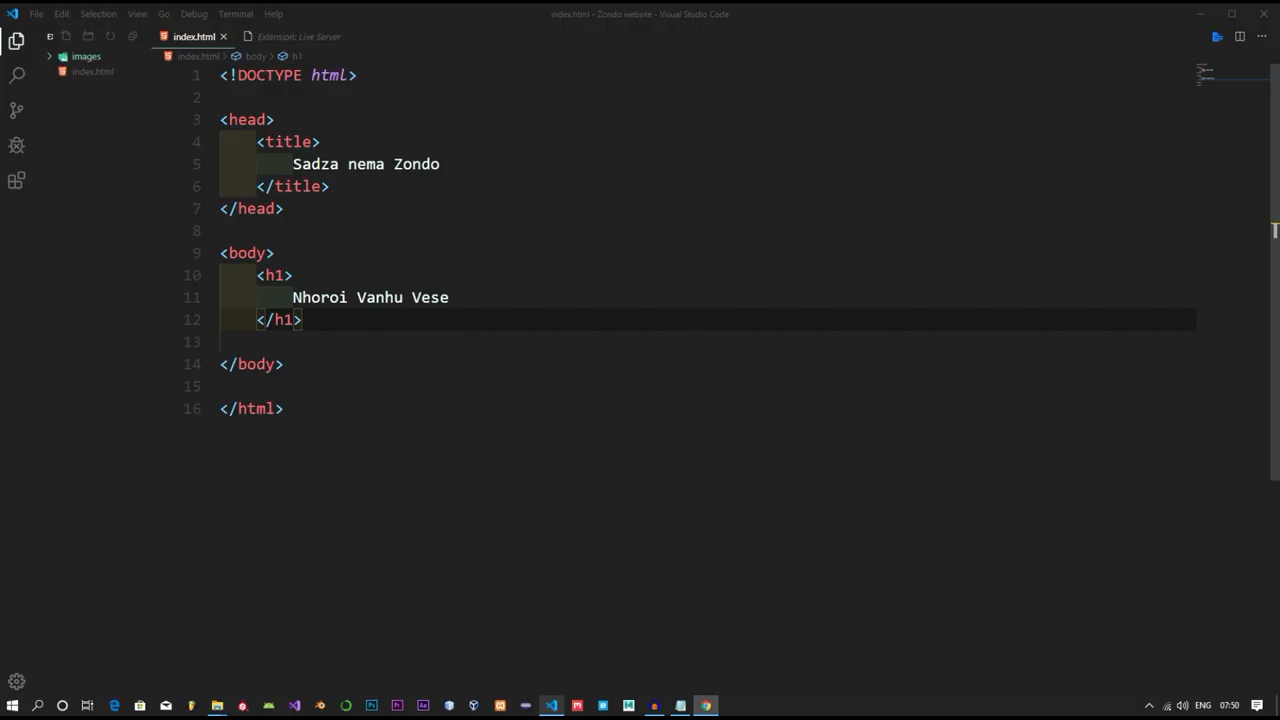 File Edit Selection View Go Debug Terminal Help
index.html - Zondo website - Visual Studio Code
E
index.html ×
Extension: Live Server
images
index.html
index.html > body > h1
1 <!DOCTYPE html>
2
3 <head>
4 <title>
5 Sadza nema Zondo
6 </title>
7 </head>
8
9 <body>
10 <h1>
11 Nhoroi Vanhu Vese
12 </h1>
13
14 </body>
15
16 </html>
ENG 07:50